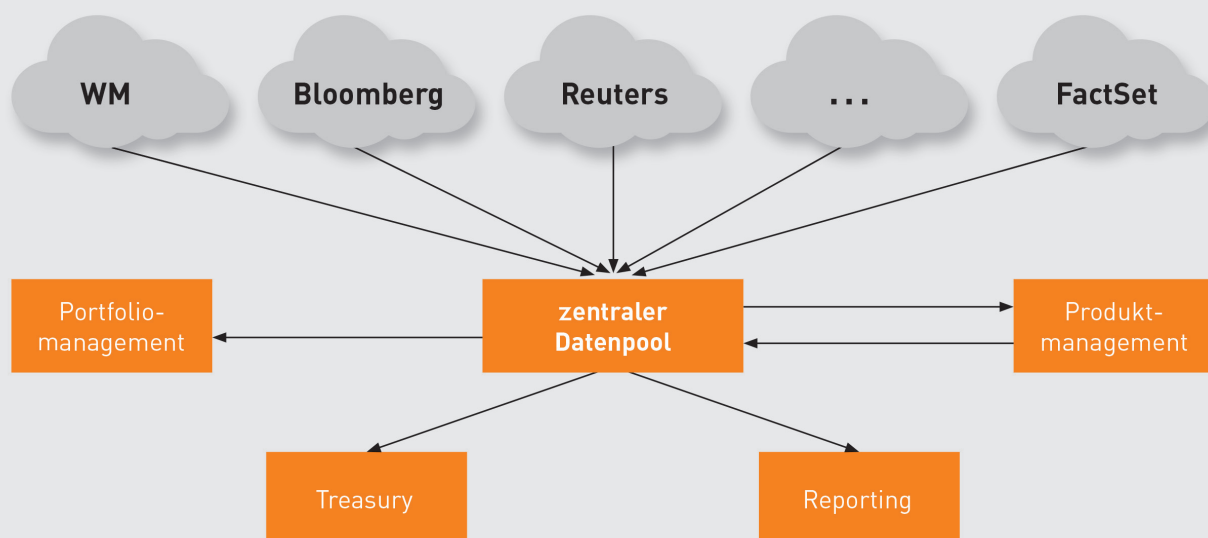 WM
Bloomberg
Reuters
...
FactSet
Portfolio-
management
zentraler
Datenpool
Produkt-
management
Treasury
Reporting